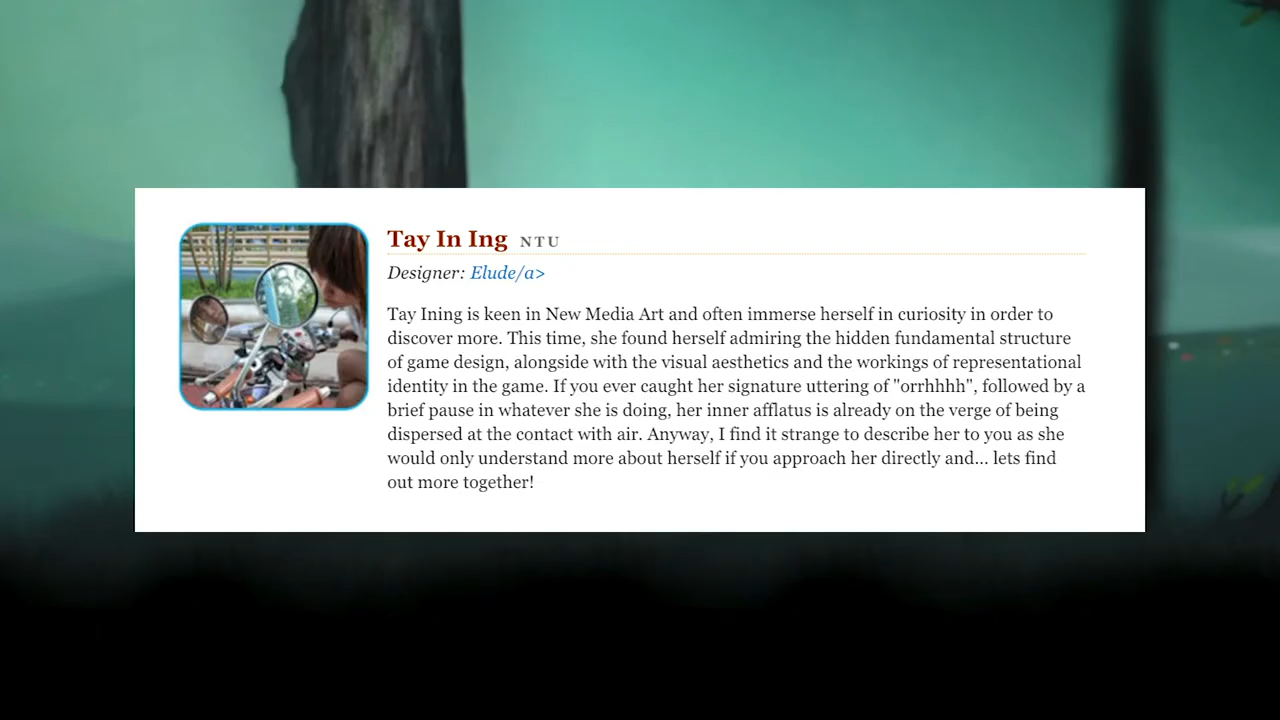 Tay In Ing NTU
Designer: Elude/a>
Tay Ining is keen in New Media Art and often immerse herself in curiosity in order to
discover more. This time, she found herself admiring the hidden fundamental structure
of game design, alongside with the visual aesthetics and the workings of representational
identity in the game. If you ever caught her signature uttering of "orrhhhh", followed by a
brief pause in whatever she is doing, her inner afflatus is already on the verge of being
dispersed at the contact with air. Anyway, I find it strange to describe her to you as she
would only understand more about herself if you approach her directly and... lets find
out more together!